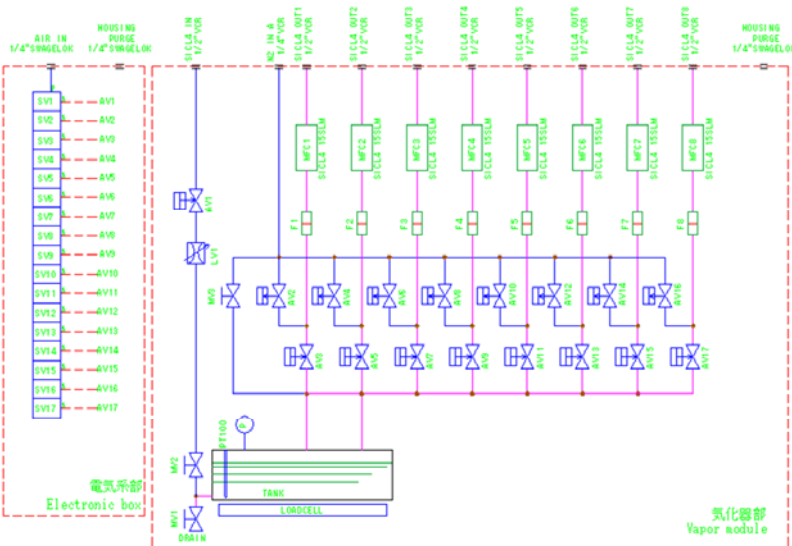 AIR IN
1/4"SWAGELOK
HOUSING
PURGE
1/4"SWAGELOK
SICL4 IN
1/2"VCR
N2 IN A
1/4"VCR
SICL4 OUT1
1/2"VCR
SICL4 OUT2
1/2"VCR
SICL4 OUT3
1/2"VCR
SICL4 OUT4
1/2"VCR
SICL4 OUT5
1/2"VCR
SICL4 OUT6
1/2"VCR
SICL4 OUT7
1/2"VCR
SICL4 OUT8
1/2"VCR
HOUSING
PURGE
1/4"SWAGELOK
SV1 AV1
SV2 AV2
SV3 AV3
SV4 AV4
SV5 AV5
SV6 AV6
SV7 AV7
SV8 AV8
SV9 AV9
SV10 AV10
SV11 AV11
SV12 AV12
SV13 AV13
SV14 AV14
SV15 AV15
SV16 AV16
SV17 AV17
電気系部
Electronic box
MFC1
SICL4 15SLM
MFC2
SICL4 15SLM
MFC3
SICL4 15SLM
MFC4
SICL4 15SLM
MFC5
SICL4 15SLM
MFC6
SICL4 15SLM
MFC7
SICL4 15SLM
MFC8
SICL4 15SLM
AV1
F1
F2
F3
F4
F5
F6
F7
F8
LV1
MV3
AV2
AV4
AV6
AV8
AV10
AV12
AV14
AV16
AV3
AV5
AV7
AV9
AV11
AV13
AV15
AV17
PT100
P
MV2
TANK
LOADCELL
MV1
DRAIN
気化器部
Vapor module